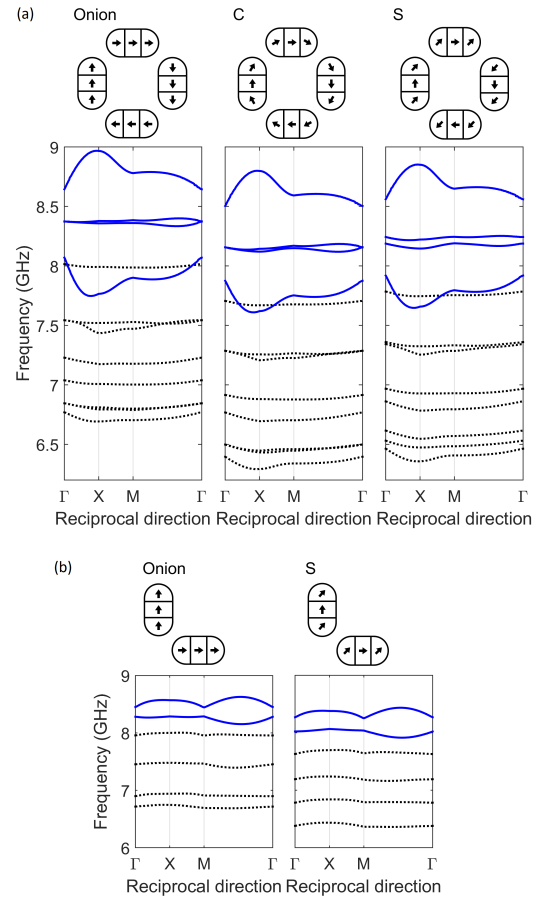 (a)
Onion C S
9
8.5
8
7.5
7
6.5
Frequency (GHz)
Γ X M Γ Γ X M Γ Γ X M Γ
Reciprocal direction Reciprocal direction Reciprocal direction
(b)
Onion S
9
8
7
6
Frequency (GHz)
Γ X M Γ Γ X M Γ
Reciprocal direction Reciprocal direction